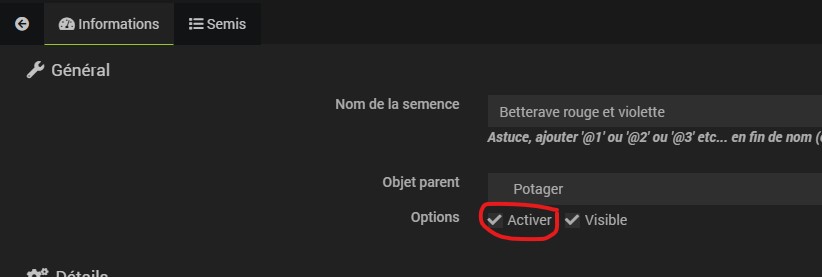 Informations Semis
Général
Nom de la semence Betterave rouge et violette
Astuce, ajouter '@1' ou '@2' ou '@3' etc... en fin de nom (
Objet parent Potager
Options Activer Visible
Détails